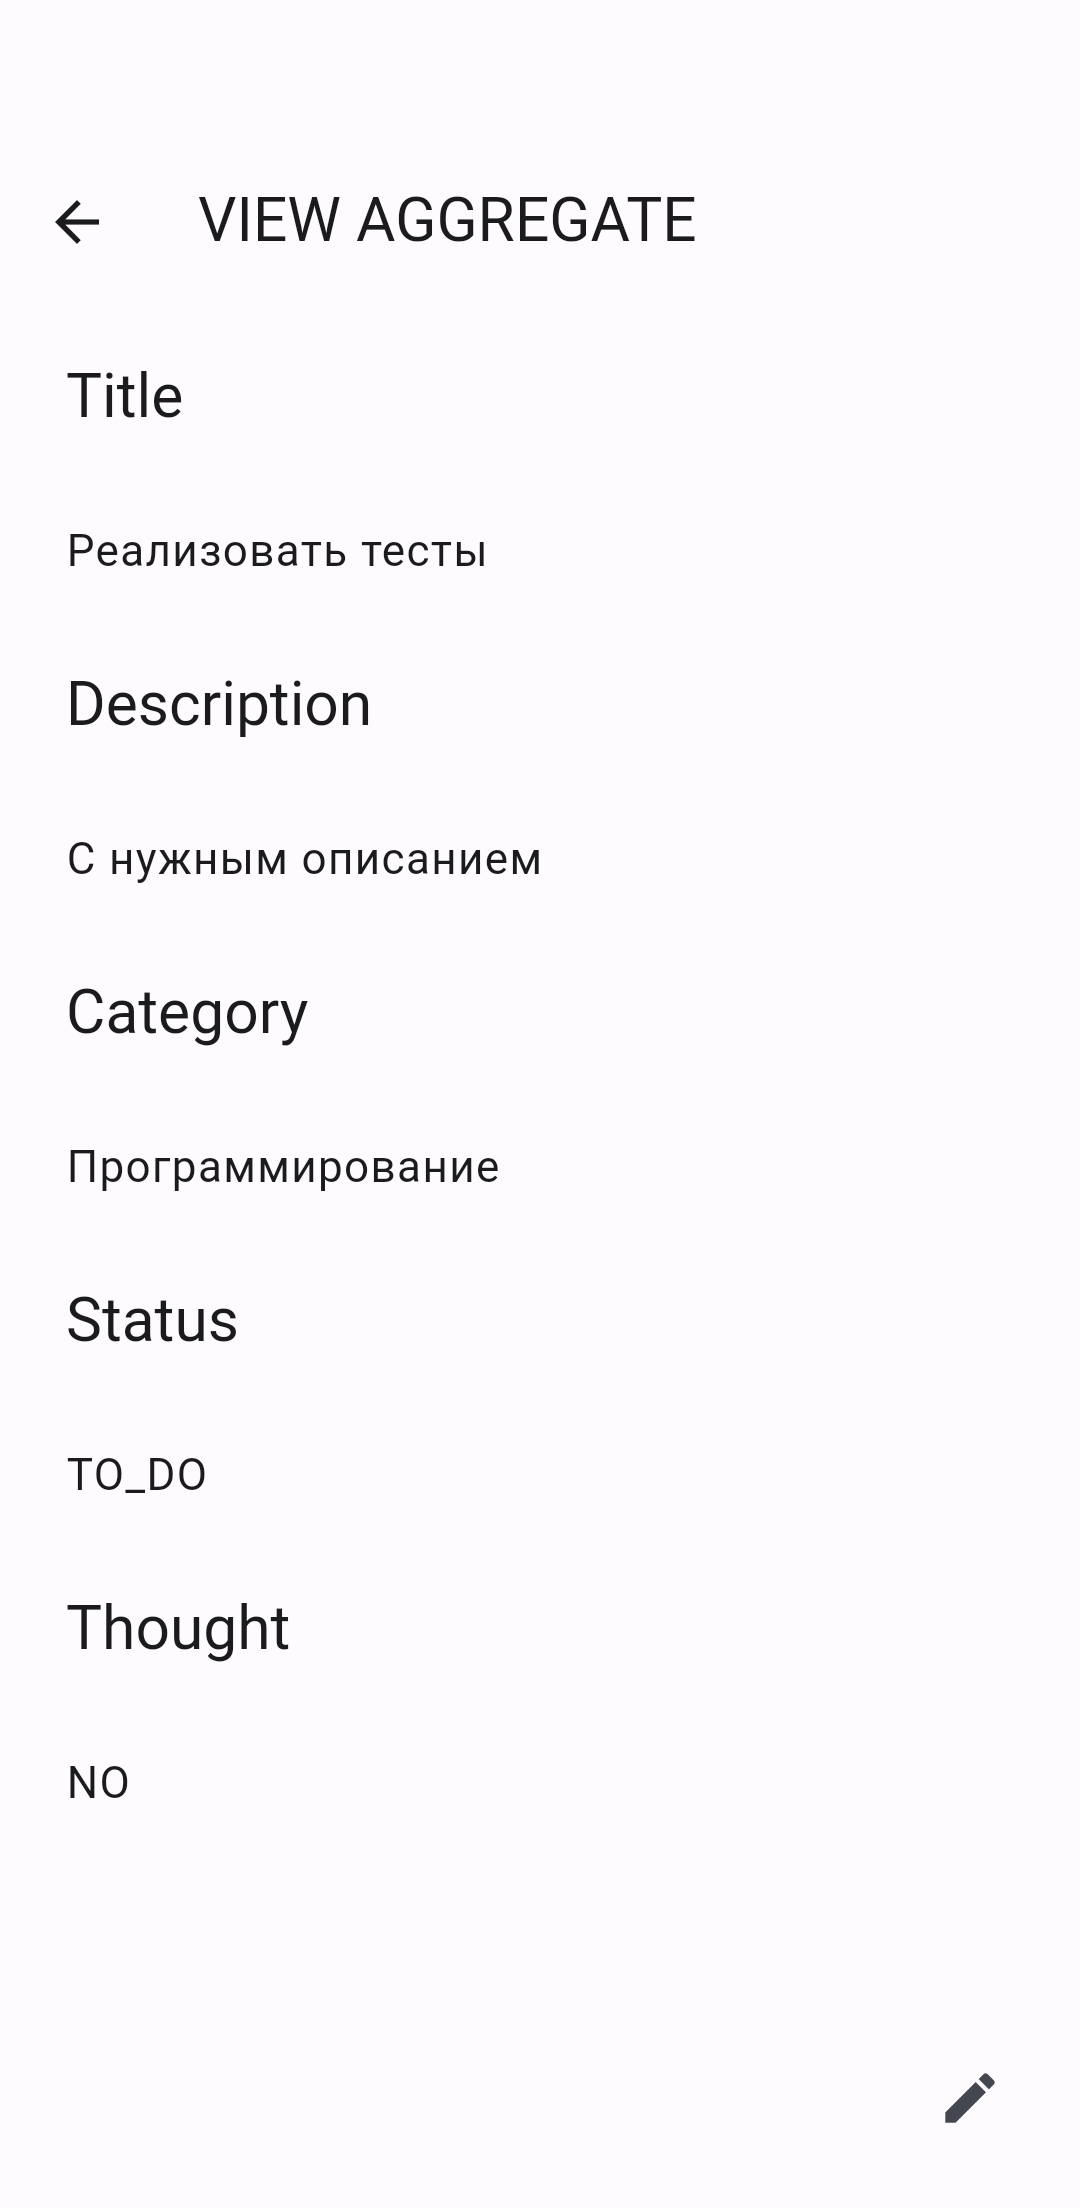 VIEW AGGREGATE
Title
Реализовать тесты
Description
С нужным описанием
Category
Программирование
Status
TO_DO
Thought
NO